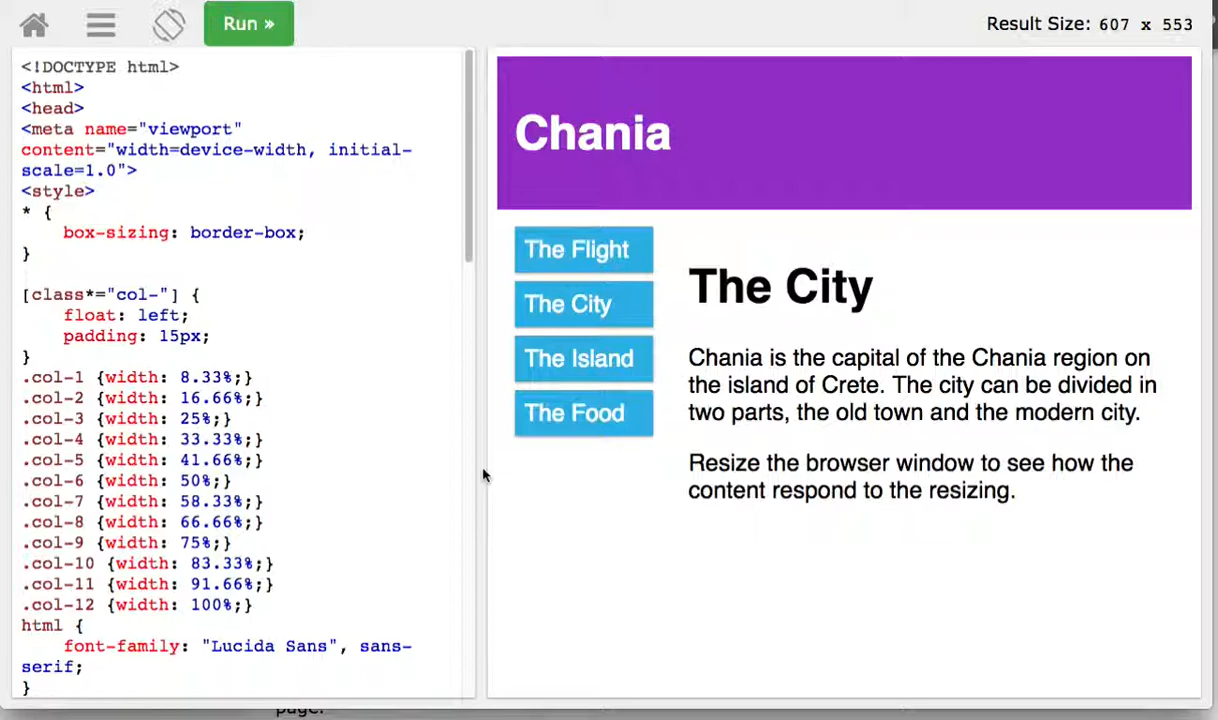 Run »
Result Size: 607 x 553
<!DOCTYPE html>
<html>
<head>
<meta name="viewport"
content="width=device-width, initial-
scale=1.0">
<style>
* {
box-sizing: border-box;
}
[class*="col-"] {
float: left;
padding: 15px;
}
.col-1 {width: 8.33%;}
.col-2 {width: 16.66%;}
.col-3 {width: 25%;}
.col-4 {width: 33.33%;}
.col-5 {width: 41.66%;}
.col-6 {width: 50%;}
.col-7 {width: 58.33%;}
.col-8 {width: 66.66%;}
.col-9 {width: 75%;}
.col-10 {width: 83.33%;}
.col-11 {width: 91.66%;}
.col-12 {width: 100%;}
html {
font-family: "Lucida Sans", sans-
serif;
}
Chania
The Flight
The City
The Island
The Food
The City
Chania is the capital of the Chania region on
the island of Crete. The city can be divided in
two parts, the old town and the modern city.
Resize the browser window to see how the
content respond to the resizing.
page.